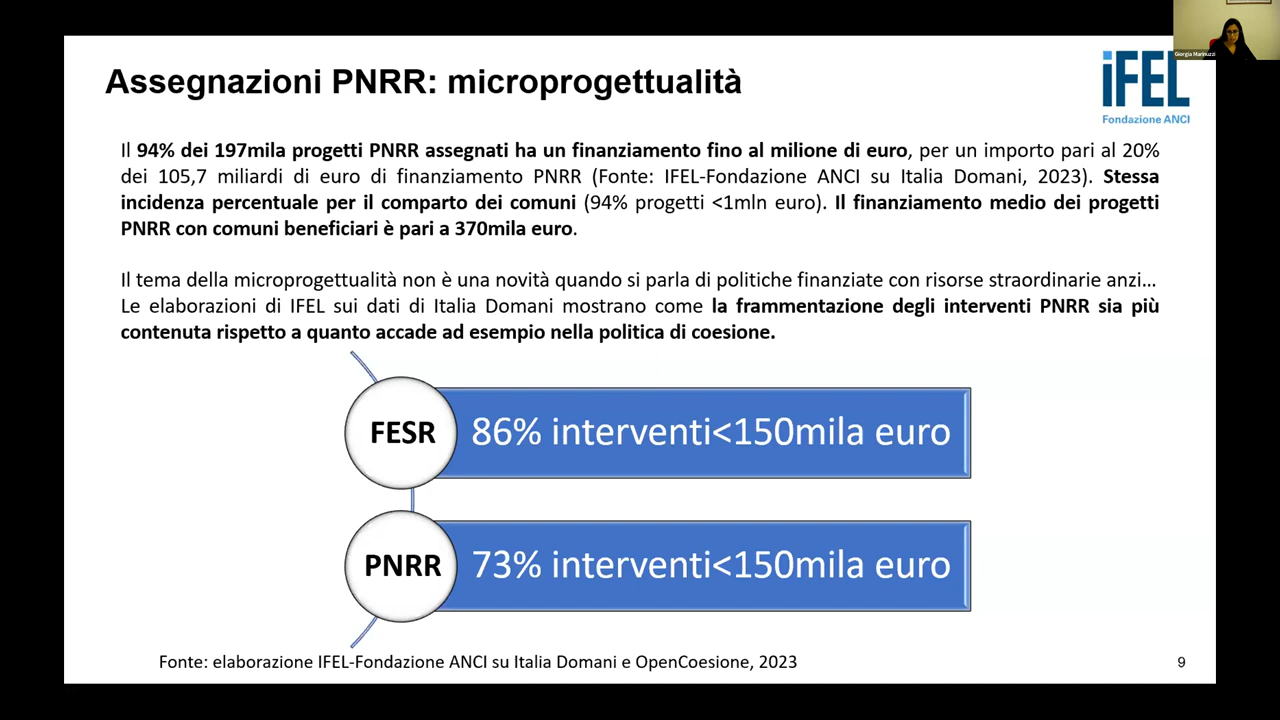 Giorgia Marinuzzi
Assegnazioni PNRR: microprogettualità
iFEL
Fondazione ANCI
Il 94% dei 197mila progetti PNRR assegnati ha un finanziamento fino al milione di euro, per un importo pari al 20%
dei 105,7 miliardi di euro di finanziamento PNRR (Fonte: IFEL-Fondazione ANCI su Italia Domani, 2023). Stessa
incidenza percentuale per il comparto dei comuni (94% progetti <1mln euro). Il finanziamento medio dei progetti
PNRR con comuni beneficiari è pari a 370mila euro.
Il tema della microprogettualità non è una novità quando si parla di politiche finanziate con risorse straordinarie anzi…
Le elaborazioni di IFEL sui dati di Italia Domani mostrano come la frammentazione degli interventi PNRR sia più
contenuta rispetto a quanto accade ad esempio nella politica di coesione.
FESR 86% interventi<150mila euro
PNRR 73% interventi<150mila euro
Fonte: elaborazione IFEL-Fondazione ANCI su Italia Domani e OpenCoesione, 2023
9